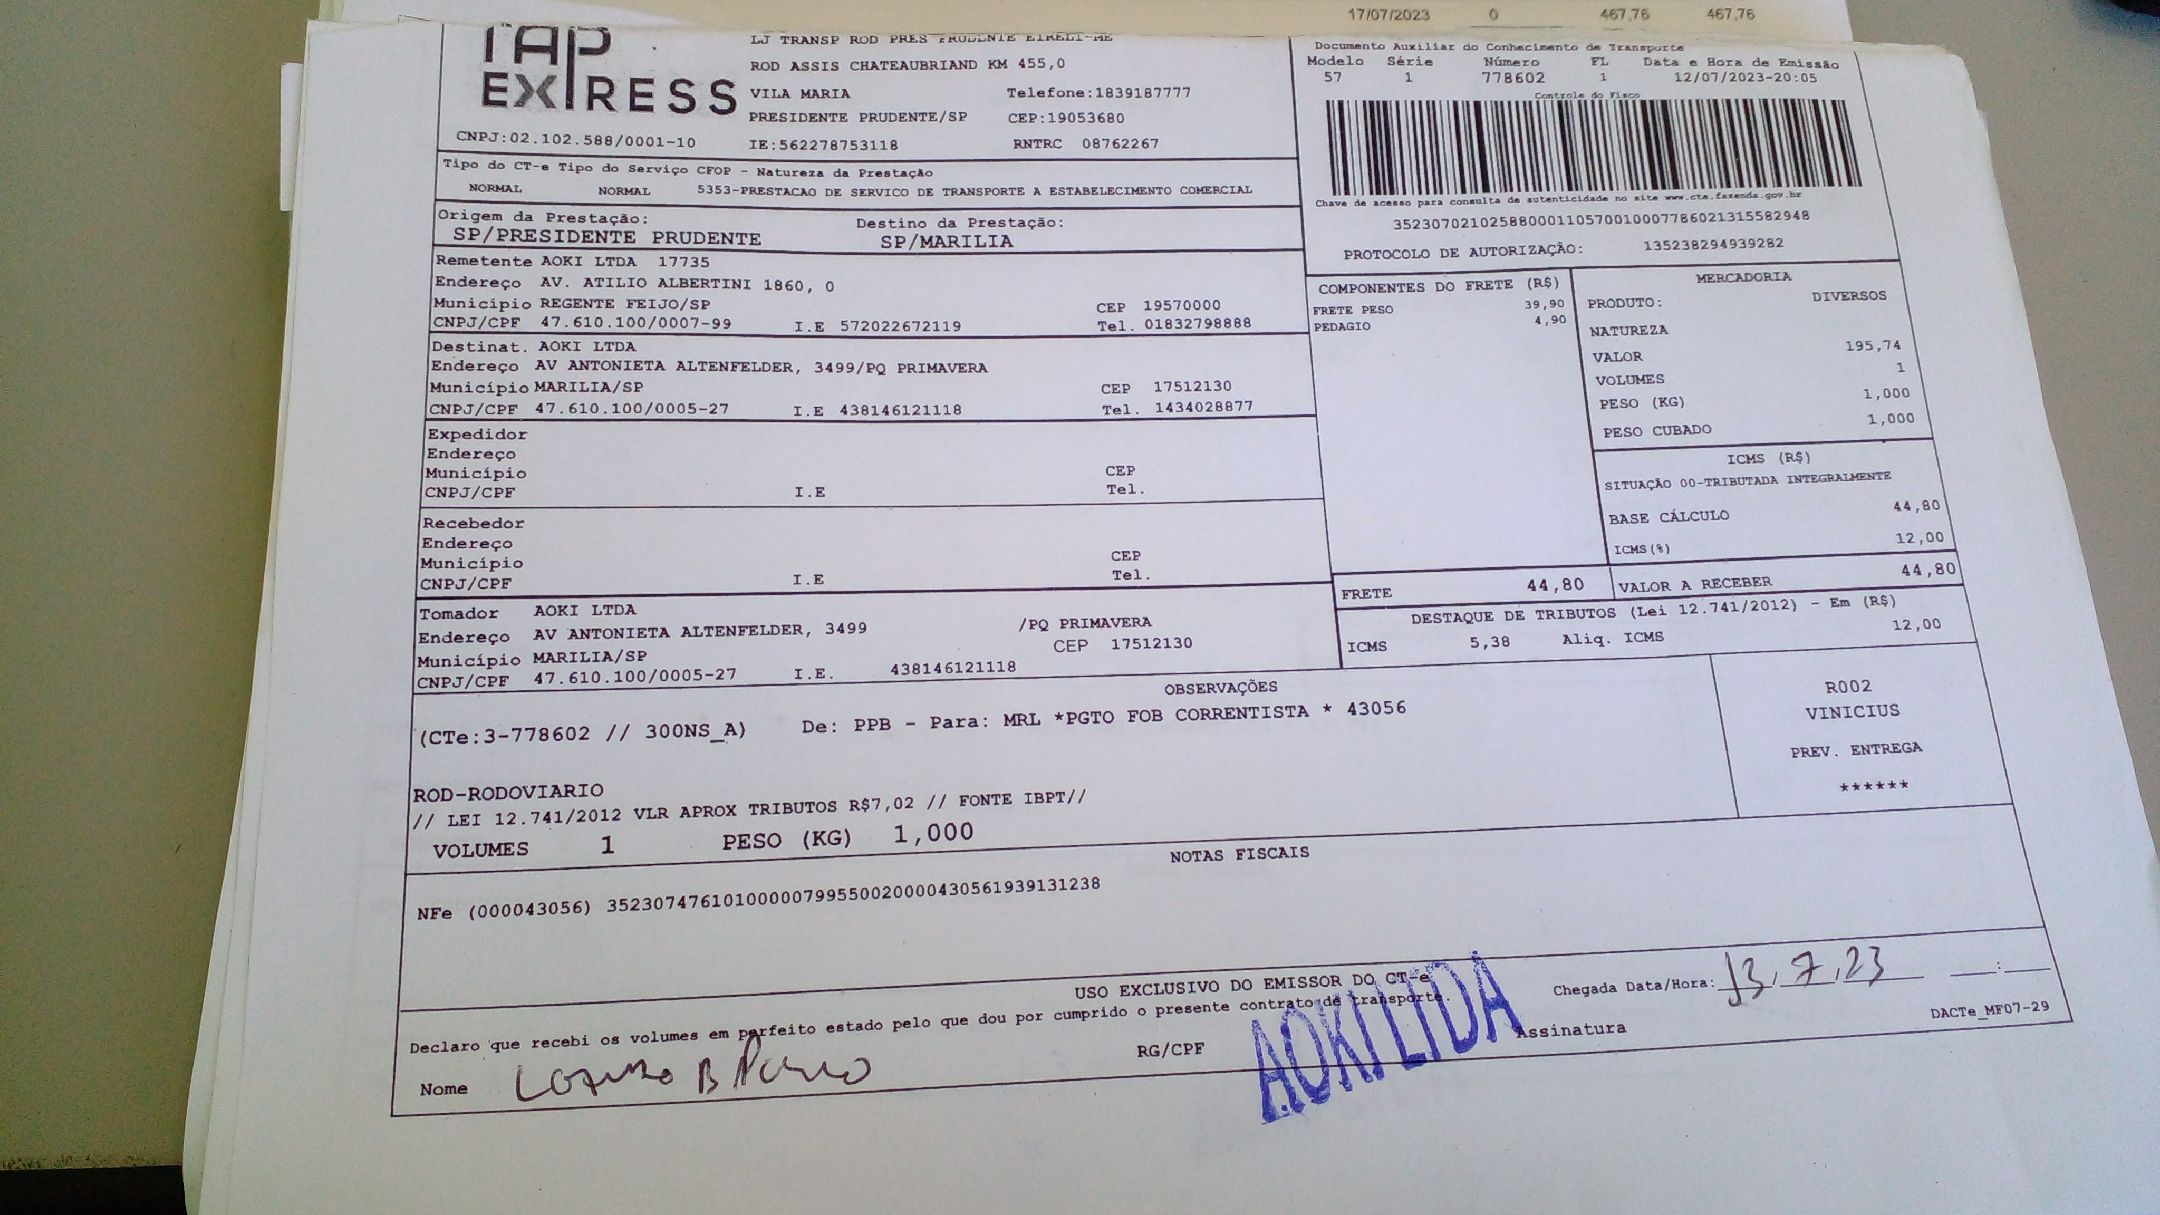 17/07/2023 0 467,76 467,76
TAP EXPRESS
CNPJ:02.102.588/0001-10
LJ TRANSP ROD PRES PRUDENTE EIRELI-ME
ROD ASSIS CHATEAUBRIAND KM 455,0
VILA MARIA Telefone:1839187777
PRESIDENTE PRUDENTE/SP CEP:19053680
IE:562278753118 RNTRC 08762267
Documento Auxiliar do Conhecimento de Transporte
Modelo Série Número FL Data e Hora de Emissão
57 1 778602 1 12/07/2023-20:05
Controle do Fisco
Chave de acesso para consulta de autenticidade no site www.cte.fazenda.gov.br
35230702102588000110570010007786021315582948
PROTOCOLO DE AUTORIZAÇÃO: 135238294939282
Tipo do CT-e Tipo do Serviço CFOP - Natureza da Prestação
NORMAL NORMAL 5353-PRESTACAO DE SERVICO DE TRANSPORTE A ESTABELECIMENTO COMERCIAL
Origem da Prestação: Destino da Prestação:
SP/PRESIDENTE PRUDENTE SP/MARILIA
Remetente AOKI LTDA 17735
Endereço AV. ATILIO ALBERTINI 1860, 0
Município REGENTE FEIJO/SP CEP 19570000
CNPJ/CPF 47.610.100/0007-99 I.E 572022672119 Tel. 01832798888
Destinat. AOKI LTDA
Endereço AV ANTONIETA ALTENFELDER, 3499/PQ PRIMAVERA
Município MARILIA/SP CEP 17512130
CNPJ/CPF 47.610.100/0005-27 I.E 438146121118 Tel. 1434028877
Expedidor
Endereço
Município CEP
CNPJ/CPF I.E Tel.
Recebedor
Endereço
Município CEP
CNPJ/CPF I.E Tel.
Tomador AOKI LTDA
Endereço AV ANTONIETA ALTENFELDER, 3499 /PQ PRIMAVERA
Município MARILIA/SP CEP 17512130
CNPJ/CPF 47.610.100/0005-27 I.E. 438146121118
COMPONENTES DO FRETE (R$)
FRETE PESO 39,90
PEDAGIO 4,90
MERCADORIA
PRODUTO: DIVERSOS
NATUREZA
VALOR 195,74
VOLUMES 1
PESO (KG) 1,000
PESO CUBADO 1,000
ICMS (R$)
SITUAÇÃO 00-TRIBUTADA INTEGRALMENTE
BASE CÁLCULO 44,80
ICMS(%) 12,00
FRETE 44,80 VALOR A RECEBER 44,80
DESTAQUE DE TRIBUTOS (Lei 12.741/2012) - Em (R$)
ICMS 5,38 Aliq. ICMS 12,00
OBSERVAÇÕES
(CTe:3-778602 // 300NS_A) De: PPB - Para: MRL *PGTO FOB CORRENTISTA * 43056
ROD-RODOVIARIO
// LEI 12.741/2012 VLR APROX TRIBUTOS R$7,02 // FONTE IBPT//
VOLUMES 1 PESO (KG) 1,000
R002
VINICIUS
PREV. ENTREGA
******
NOTAS FISCAIS
NFe (000043056) 35230747610100000799550020000430561939131238
USO EXCLUSIVO DO EMISSOR DO CT-e
Declaro que recebi os volumes em perfeito estado pelo que dou por cumprido o presente contrato de transporte.
Chegada Data/Hora: 13.7.23 __:__
Nome RG/CPF Assinatura
AOKI LTDA
DACTe_MF07-29